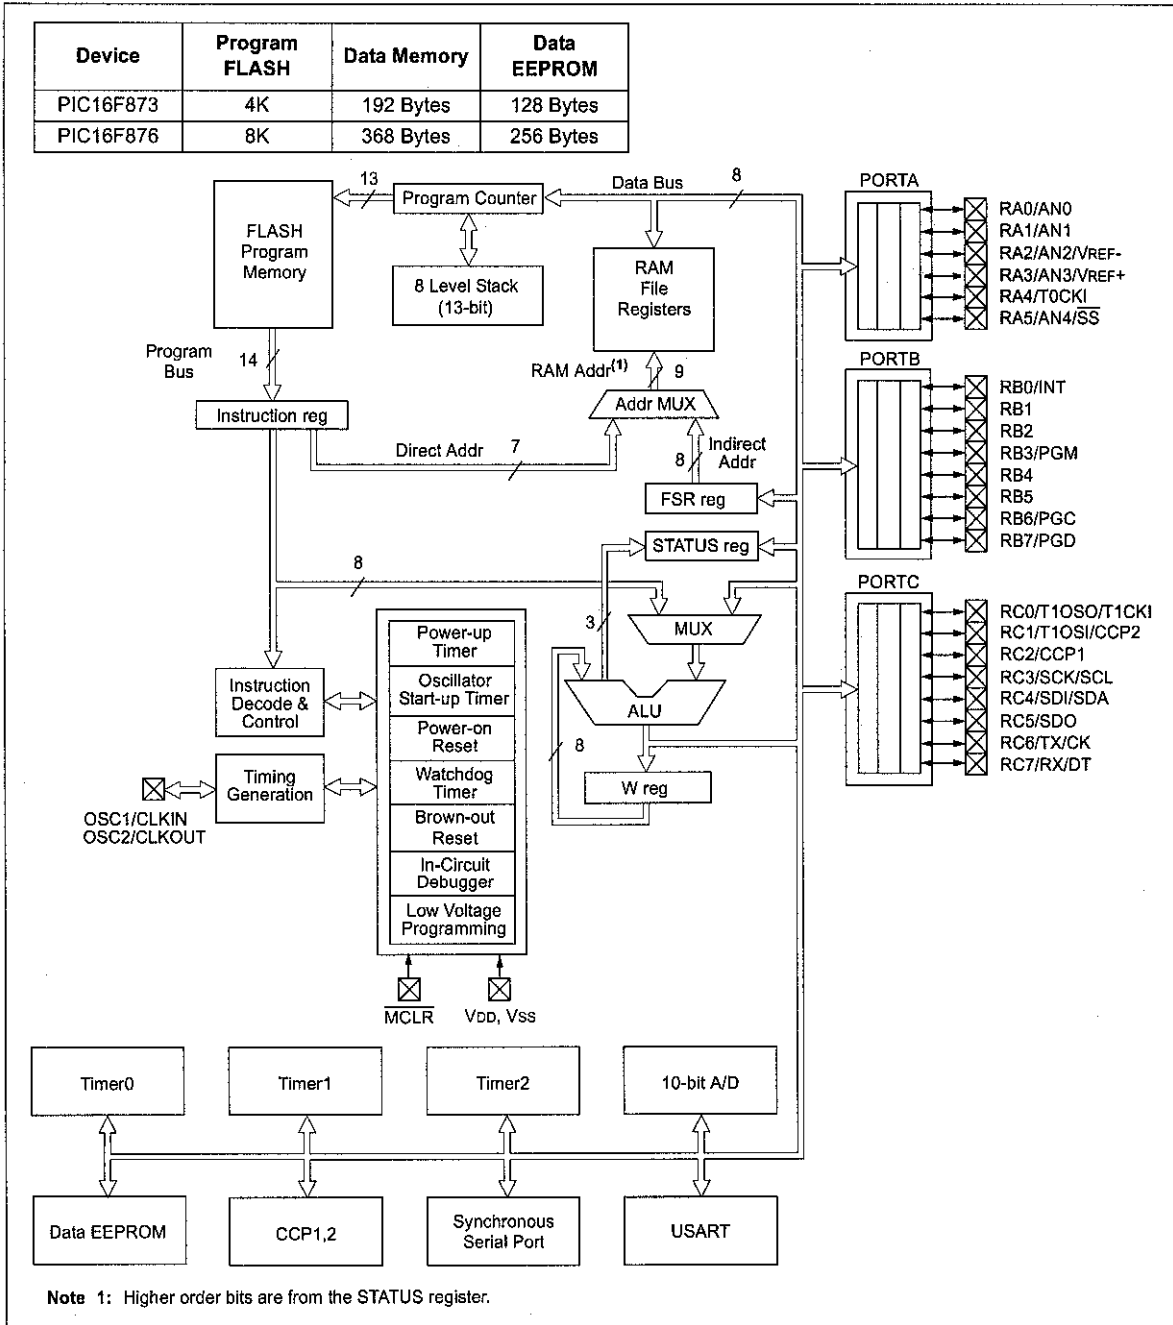 Device Program FLASH Data Memory Data EEPROM
PIC16F873 4K 192 Bytes 128 Bytes
PIC16F876 8K 368 Bytes 256 Bytes
FLASH
Program
Memory
13
Program Counter
Data Bus
8
8 Level Stack
(13-bit)
RAM
File
Registers
PORTA
RA0/AN0
RA1/AN1
RA2/AN2/VREF-
RA3/AN3/VREF+
RA4/T0CKI
RA5/AN4/SS
Program
Bus
14
RAM Addr(1)
9
Addr MUX
Instruction reg
Direct Addr
7
8
Indirect
Addr
FSR reg
STATUS reg
PORTB
RB0/INT
RB1
RB2
RB3/PGM
RB4
RB5
RB6/PGC
RB7/PGD
8
3
MUX
ALU
8
W reg
PORTC
RC0/T1OSO/T1CKI
RC1/T1OSI/CCP2
RC2/CCP1
RC3/SCK/SCL
RC4/SDI/SDA
RC5/SDO
RC6/TX/CK
RC7/RX/DT
Instruction
Decode &
Control
Timing
Generation
OSC1/CLKIN
OSC2/CLKOUT
Power-up
Timer
Oscillator
Start-up Timer
Power-on
Reset
Watchdog
Timer
Brown-out
Reset
In-Circuit
Debugger
Low Voltage
Programming
MCLR
VDD, VSS
Timer0
Timer1
Timer2
10-bit A/D
Data EEPROM
CCP1,2
Synchronous
Serial Port
USART
Note 1: Higher order bits are from the STATUS register.